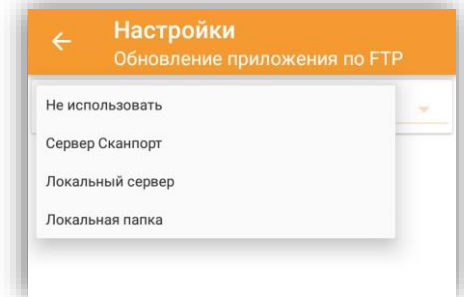 Настройки
Обновление приложения по FTP
Не использовать
Сервер Сканпорт
Локальный сервер
Локальная папка